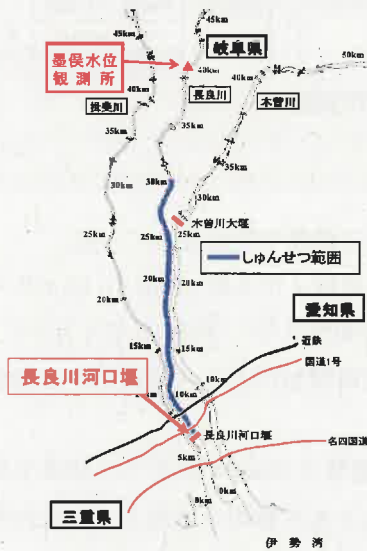 45km
45km
岐阜県
墨俣水位
観測所
40km
40km
50km
40km
揖斐川
長良川
木曽川
35km
35km
35km
30km
30km
30km
木曽川大堰
25km
25km
25km
しゅんせつ範囲
20km
20km
20km
愛知県
近鉄
15km
15km
国道1号
長良川河口堰
10km
10km
長良川河口堰
名四国道
5km
0km
0km
三重県
伊勢湾